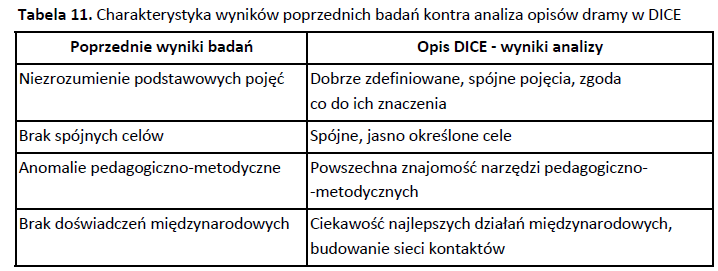 Tabela 11. Charakterystyka wyników poprzednich badań kontra analiza opisów dramy w DICE
Poprzednie wyniki badań
Opis DICE - wyniki analizy
Niezrozumienie podstawowych pojęć
Dobrze zdefiniowane, spójne pojęcia, zgoda
co do ich znaczenia
Brak spójnych celów
Spójne, jasno określone cele
Anomalie pedagogiczno-metodyczne
Powszechna znajomość narzędzi pedagogiczno-
-metodycznych
Brak doświadczeń międzynarodowych
Ciekawość najlepszych działań międzynarodowych,
budowanie sieci kontaktów